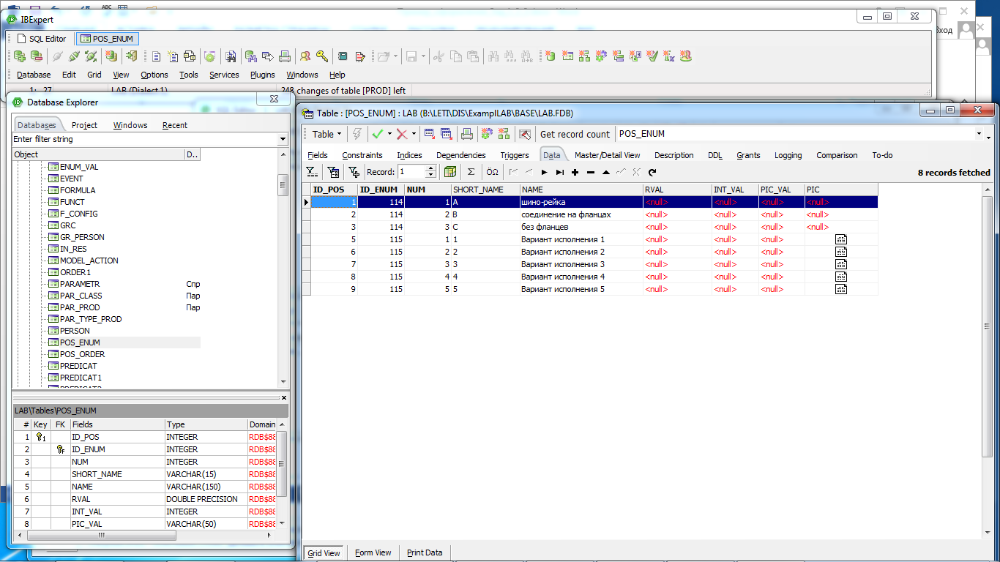 ABC
Вход
IBExpert
SQL Editor POS_ENUM
Database Edit Grid View Options Tools Services Plugins Windows Help
1: 27 LAB (Dialect 1) 248 changes of table [PROD] left
Database Explorer
Databases Project Windows Recent
Enter filter string
Object D..
ENUM_VAL
EVENT
FORMULA
FUNCT
F_CONFIG
GRC
GR_PERSON
IN_RES
MODEL_ACTION
ORDER1
PARAMETR Спр
PAR_CLASS Пар
PAR_PROD Пар
PAR_TYPE_PROD
PERSON
POS_ENUM
POS_ORDER
PREDICAT
PREDICAT1
LAB\Tables\POS_ENUM
# Key FK Fields Type Domain
1 1 ID_POS INTEGER RDB$88
2 F ID_ENUM INTEGER RDB$88
3 NUM INTEGER RDB$88
4 SHORT_NAME VARCHAR(15) RDB$88
5 NAME VARCHAR(150) RDB$88
6 RVAL DOUBLE PRECISION RDB$88
7 INT_VAL INTEGER RDB$88
8 PIC_VAL VARCHAR(50) RDB$88
Table : [POS_ENUM] : LAB (B:\LETI\DIS\ExamplLAB\BASE\LAB.FDB)
Table Get record count POS_ENUM
Fields Constraints Indices Dependencies Triggers Data Master/Detail View Description DDL Grants Logging Comparison To-do
Record: 1 Σ ÖΩ 8 records fetched
ID_POS ID_ENUM NUM SHORT_NAME NAME RVAL INT_VAL PIC_VAL PIC
1 114 1 A шино-рейка <null> <null> <null> <null>
2 114 2 B соединение на фланцах <null> <null> <null> <null>
3 114 3 C без фланцев <null> <null> <null> <null>
5 115 1 1 Вариант исполнения 1 <null> <null> <null>
6 115 2 2 Вариант исполнения 2 <null> <null> <null>
7 115 3 3 Вариант исполнения 3 <null> <null> <null>
8 115 4 4 Вариант исполнения 4 <null> <null> <null>
9 115 5 5 Вариант исполнения 5 <null> <null> <null>
Grid View Form View Print Data